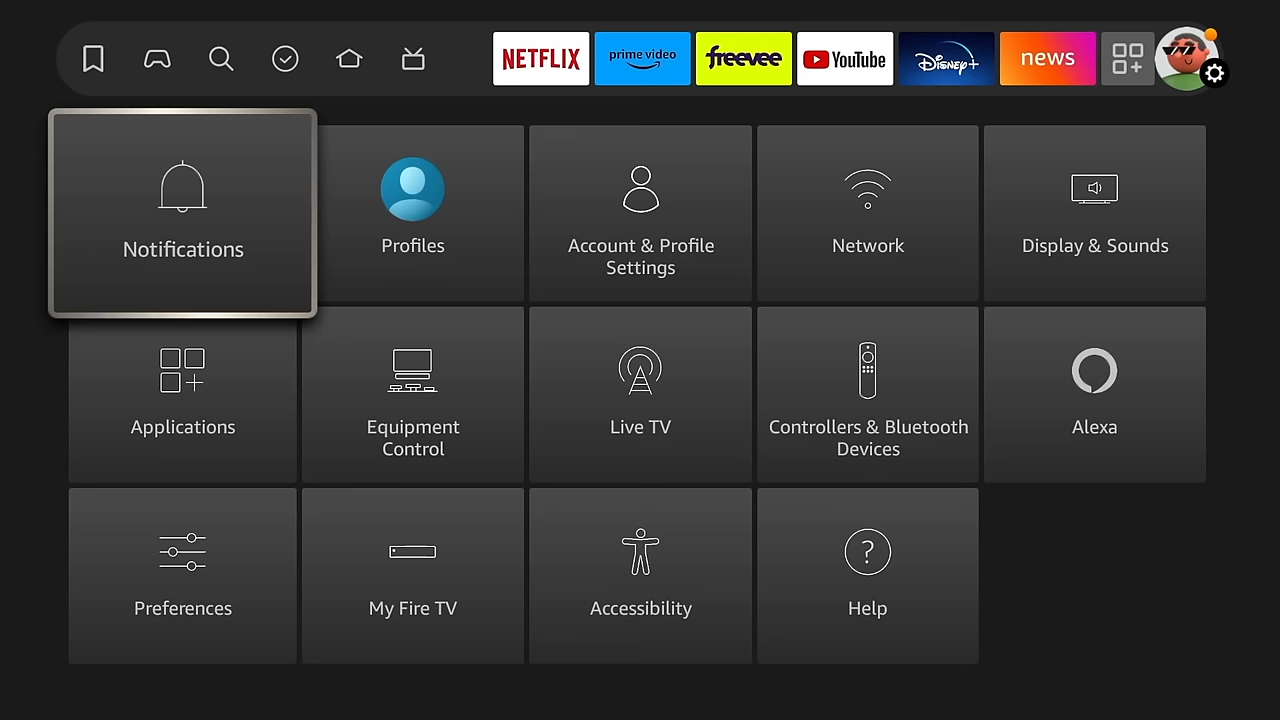 NETFLIX
prime video
freevee
YouTube
Disney+
news
Notifications
Profiles
Account & Profile
Settings
Network
Display & Sounds
Applications
Equipment
Control
Live TV
Controllers & Bluetooth
Devices
Alexa
Preferences
My Fire TV
Accessibility
?
Help